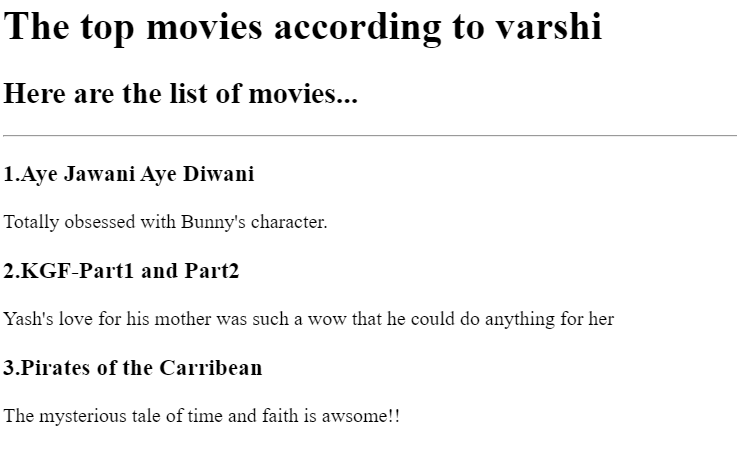 The top movies according to varshi
Here are the list of movies...
1.Aye Jawani Aye Diwani
Totally obsessed with Bunny's character.
2.KGF-Part1 and Part2
Yash's love for his mother was such a wow that he could do anything for her
3.Pirates of the Carribean
The mysterious tale of time and faith is awsome!!